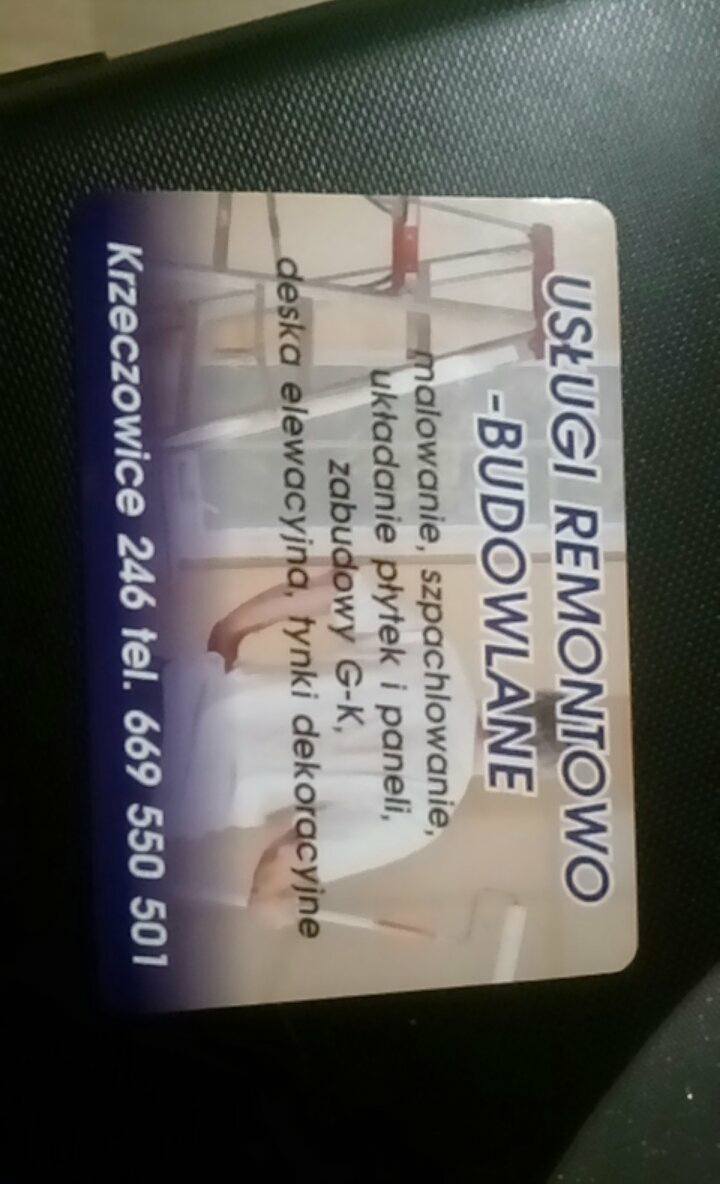 USŁUGI REMONTOWO
-BUDOWLANE
malowanie, szpachlowanie,
układanie płytek i paneli,
zabudowy G-K,
deska elewacyjna, tynki dekoracyjne
Krzeczowice 246 tel. 669 550 501